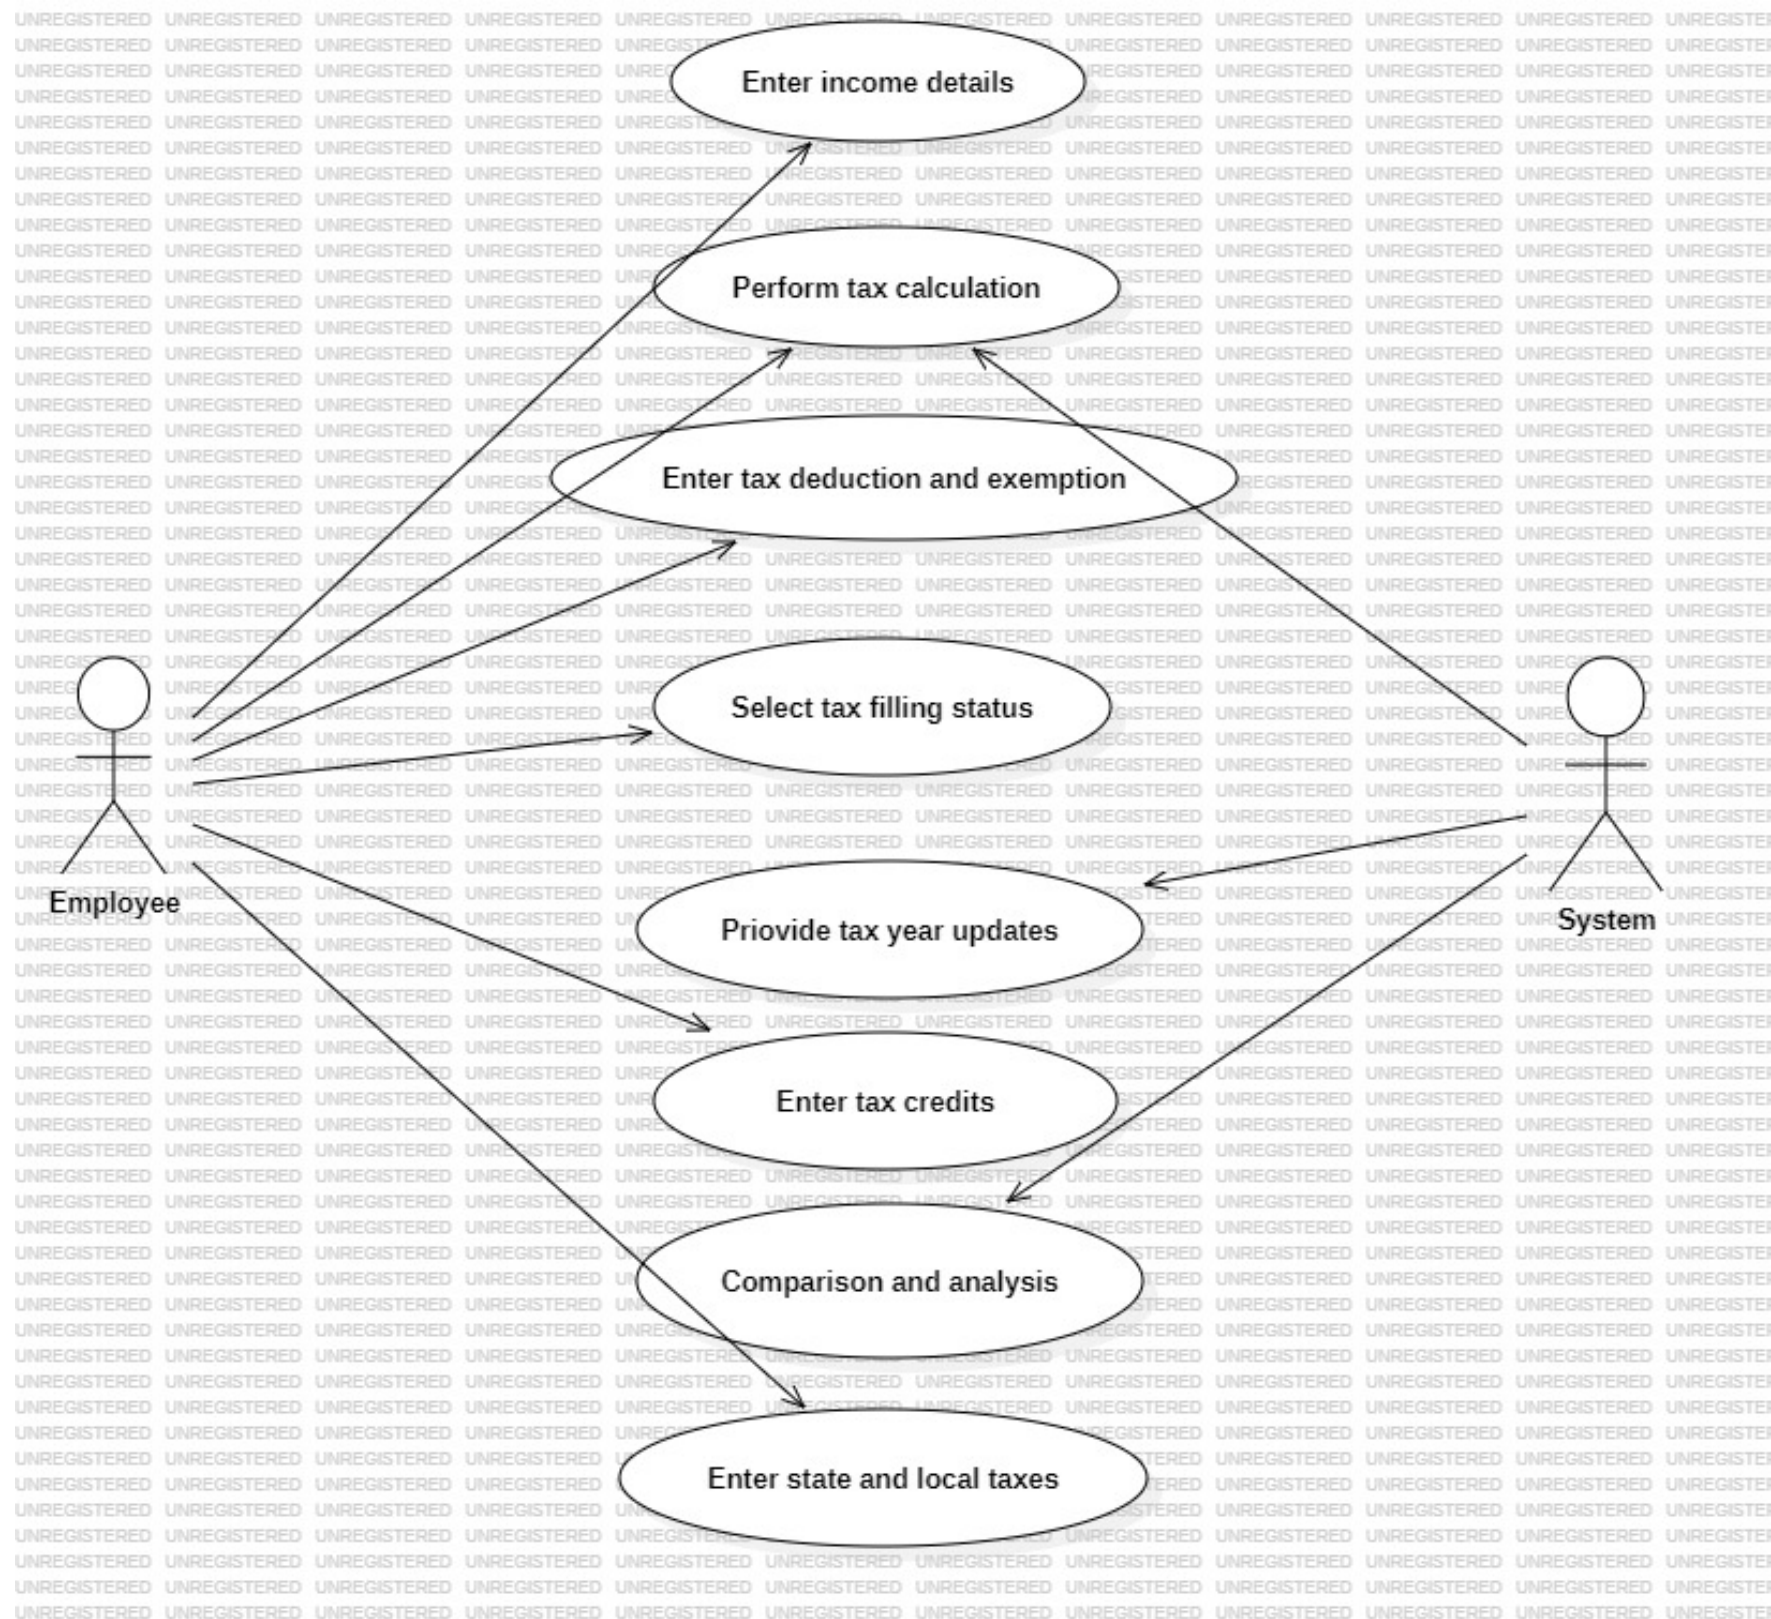 Enter income details
Perform tax calculation
Enter tax deduction and exemption
Select tax filling status
Employee
System
Priovide tax year updates
Enter tax credits
Comparison and analysis
Enter state and local taxes
UNREGISTERED